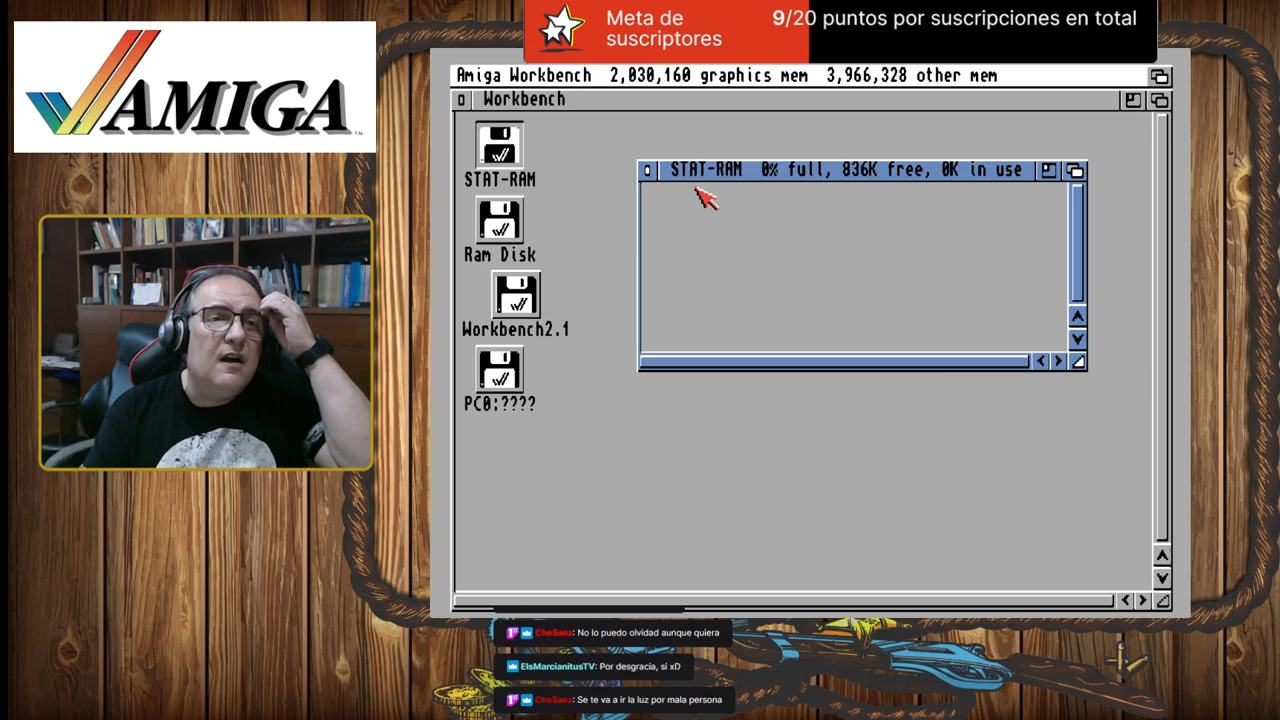 AMIGA
TM
Meta de
suscriptores
9/20 puntos por suscripciones en total
Amiga Workbench 2,030,160 graphics mem 3,966,328 other mem
Workbench
STAT-RAM
Ram Disk
Workbench2.1
PC0:????
STAT-RAM 0% full, 836K free, 0K in use
CheSaez: No lo puedo olvidad aunque quiera
ElsMarcianitusTV: Por desgracia, si xD
CheSaez: Se te va a ir la luz por mala persona